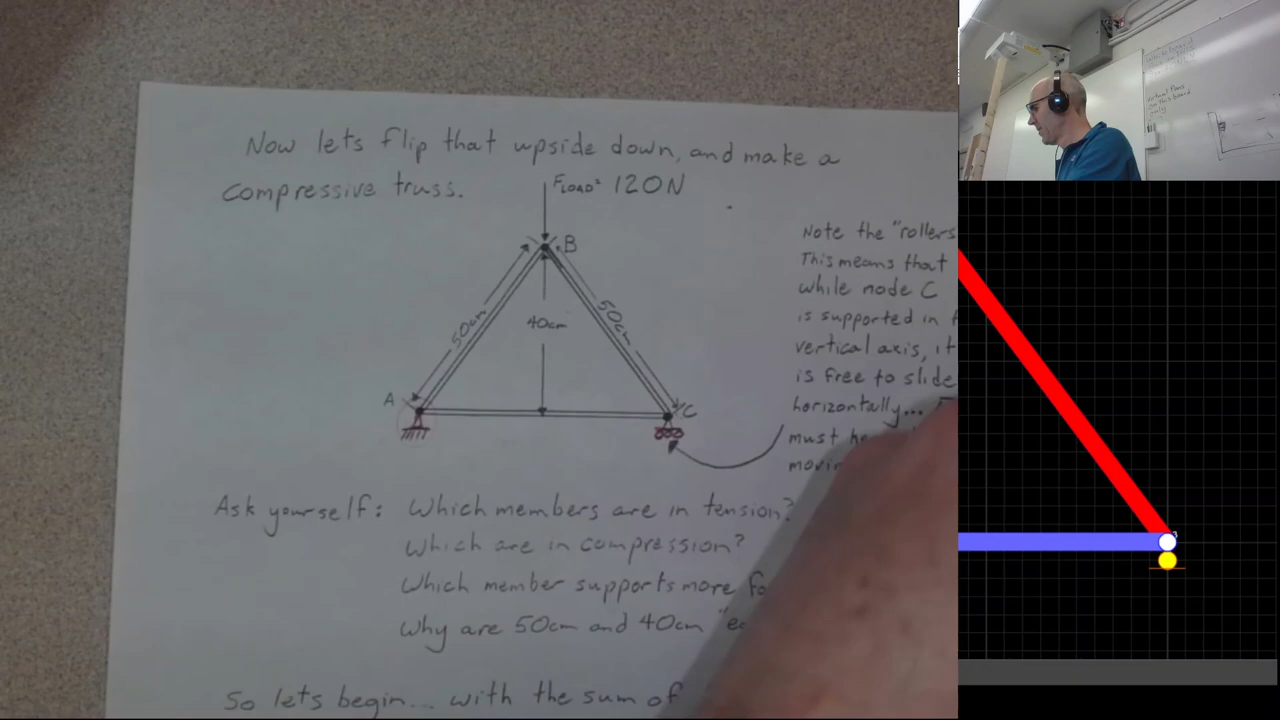 Now lets flip that upside down, and make a
compressive truss.
FLOAD= 120N
B
50cm
40cm
50cm
A
C
Note the "rollers
This means that
while node C
is supported in
vertical axis, it
is free to slide
horizontally...
must
Ask yourself: Which members are in tension?
Which are in compression?
Which member supports more
Why are 50cm and 40cm
So lets begin... with the sum of